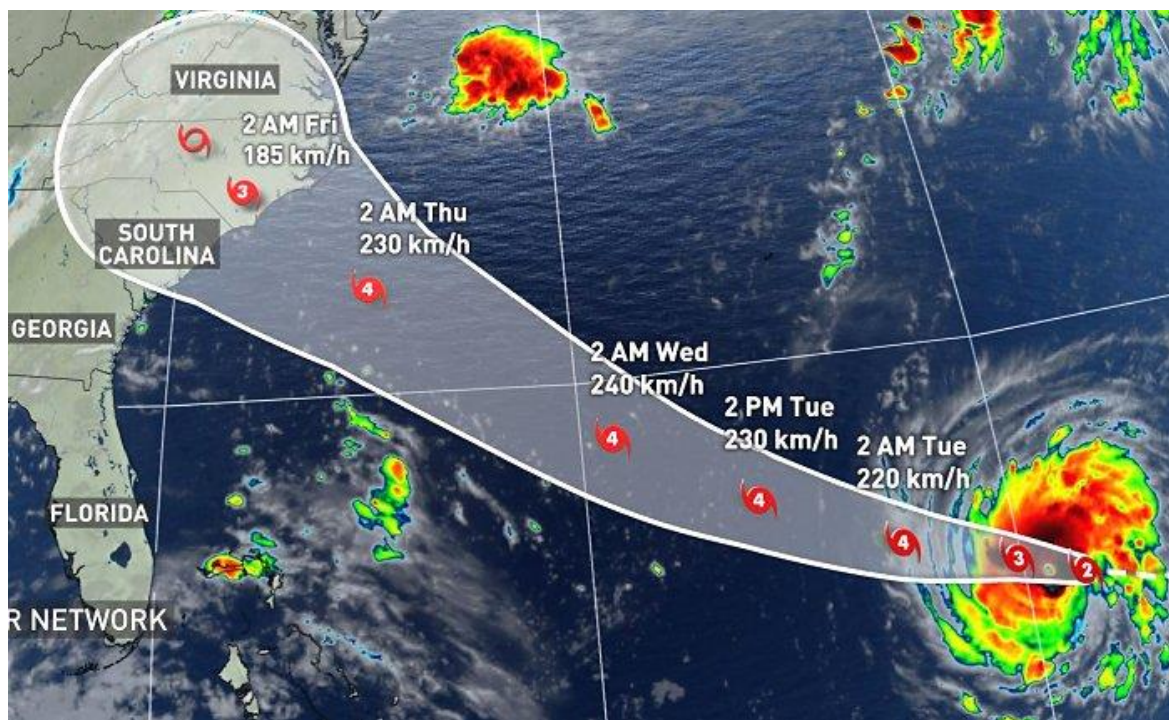 VIRGINIA
2 AM Fri
185 km/h
3
2 AM Thu
230 km/h
SOUTH
CAROLINA
4
GEORGIA
2 AM Wed
240 km/h
4
2 PM Tue
230 km/h
2 AM Tue
220 km/h
4
FLORIDA
4
3
2
R NETWORK